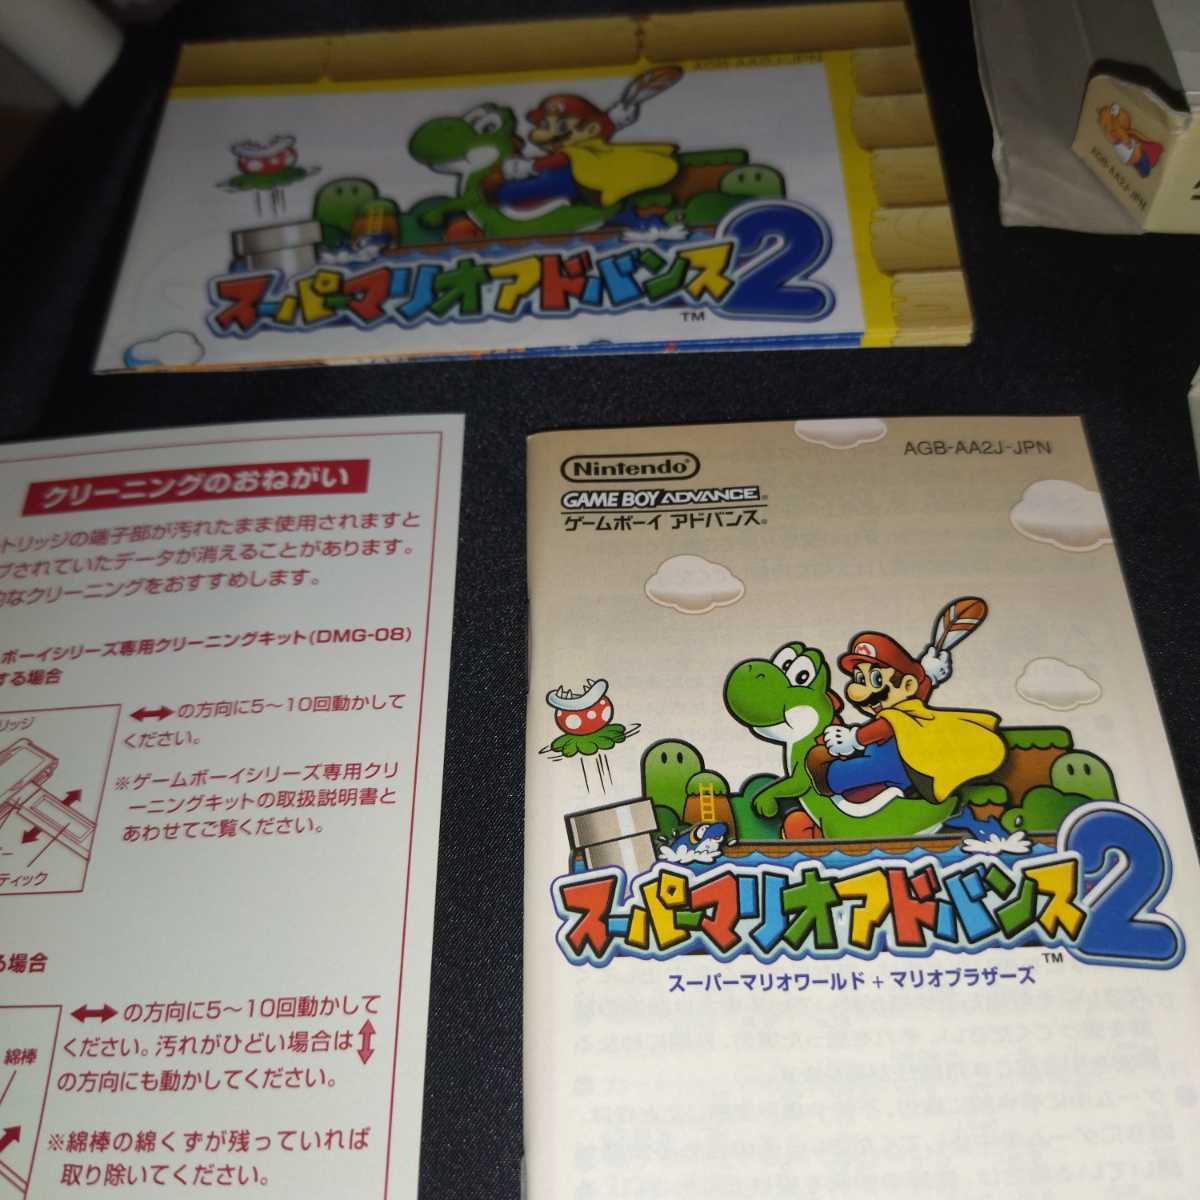 AGB-AA2J-JPN
スーパーマリオアドバンス2
TM
AGB-AA2J-JPN
クリーニングのおねがい
トリッジの端子部が汚れたまま使用されますと
プされていたデータが消えることがあります。
的なクリーニングをおすすめします。
ボーイシリーズ専用クリーニングキット(DMG-08)
する場合
リッジ
の方向に5〜10回動かして
ください。
※ゲームボーイシリーズ専用クリ
ーニングキットの取扱説明書と
あわせてご覧ください。
ティック
る場合
綿棒
の方向に5〜10回動かして
ください。汚れがひどい場合は
の方向にも動かしてください。
※綿棒の綿くずが残っていれば
取り除いてください。
AGB-AA2J-JPN
Nintendo®
GAME BOY ADVANCE®
ゲームボーイ アドバンス®
スーパーマリオアドバンス2
TM
スーパーマリオワールド + マリオブラザーズ